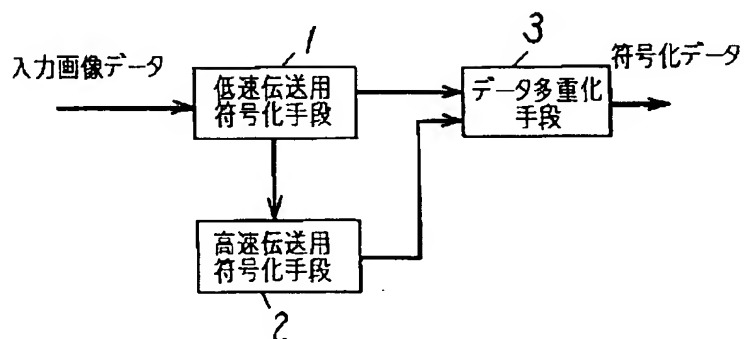 1
入力画像データ
低速伝送用
符号化手段
3
データ多重化
手段
符号化データ
高速伝送用
符号化手段
2